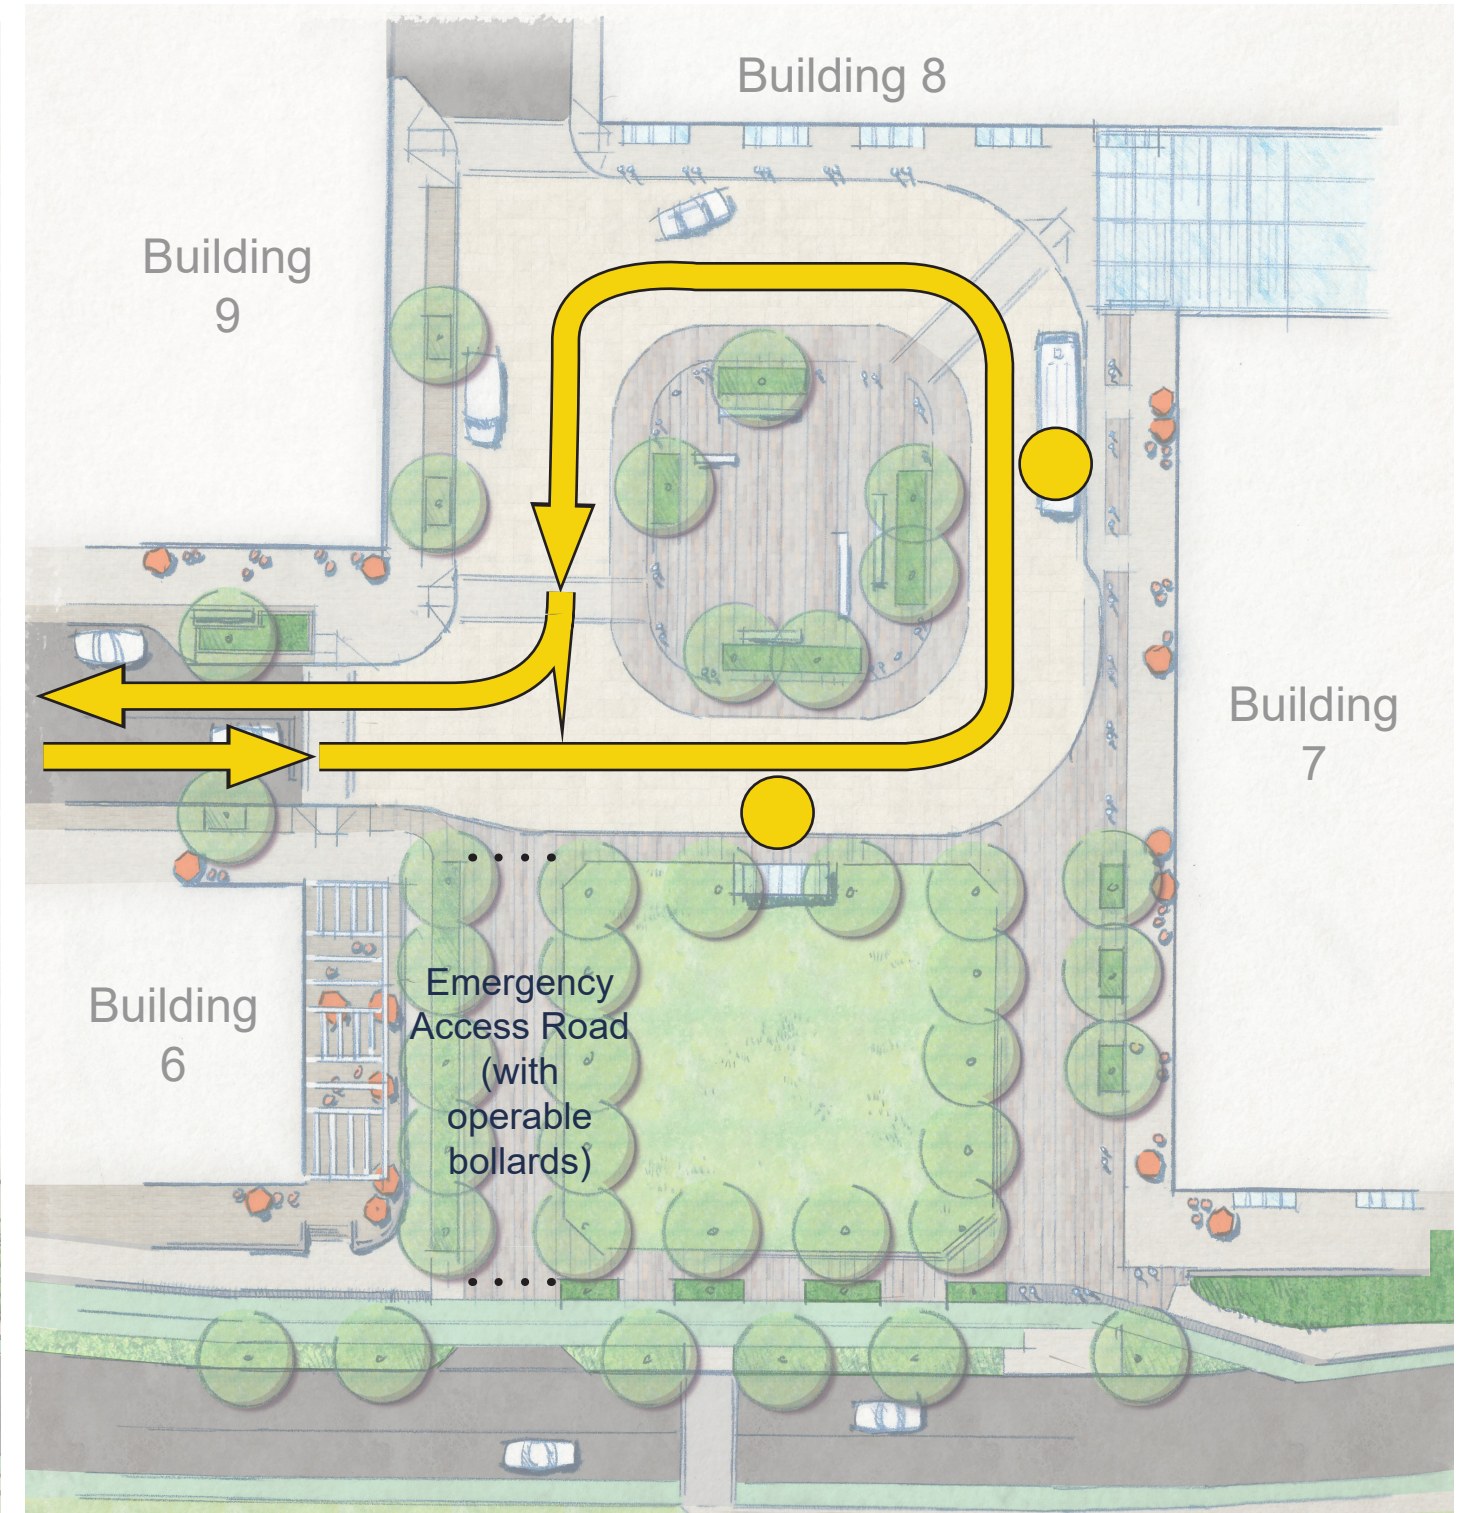 Building 8
Building
9
Building
7
Emergency
Access Road
(with
operable
bollards)
Building
6